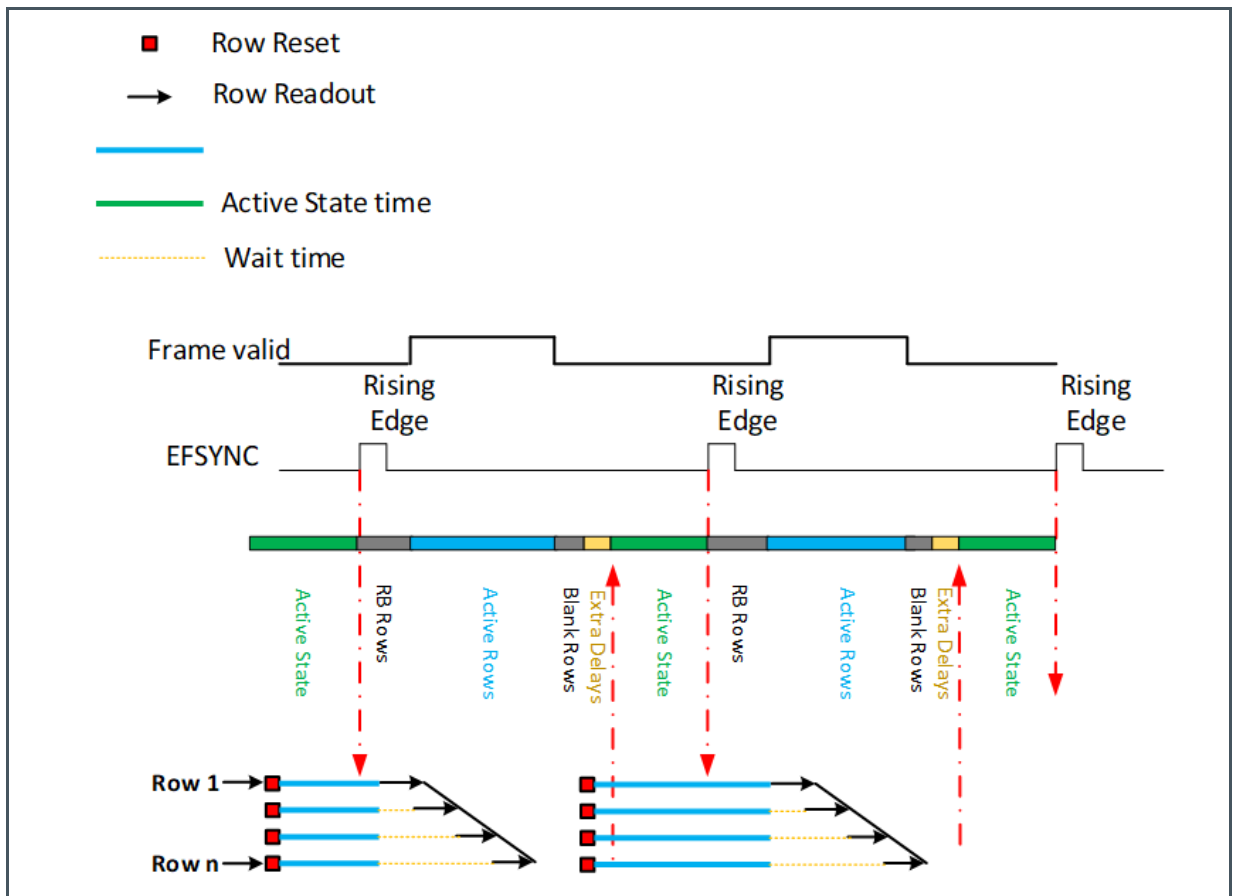 Row Reset
Row Readout
Active State time
Wait time
Frame valid
Rising
Edge
Rising
Edge
Rising
Edge
EFSYNC
Active State
RB Rows
Active Rows
Blank Rows
Extra Delays
Active State
RB Rows
Active Rows
Blank Rows
Extra Delays
Active State
Row 1
Row n